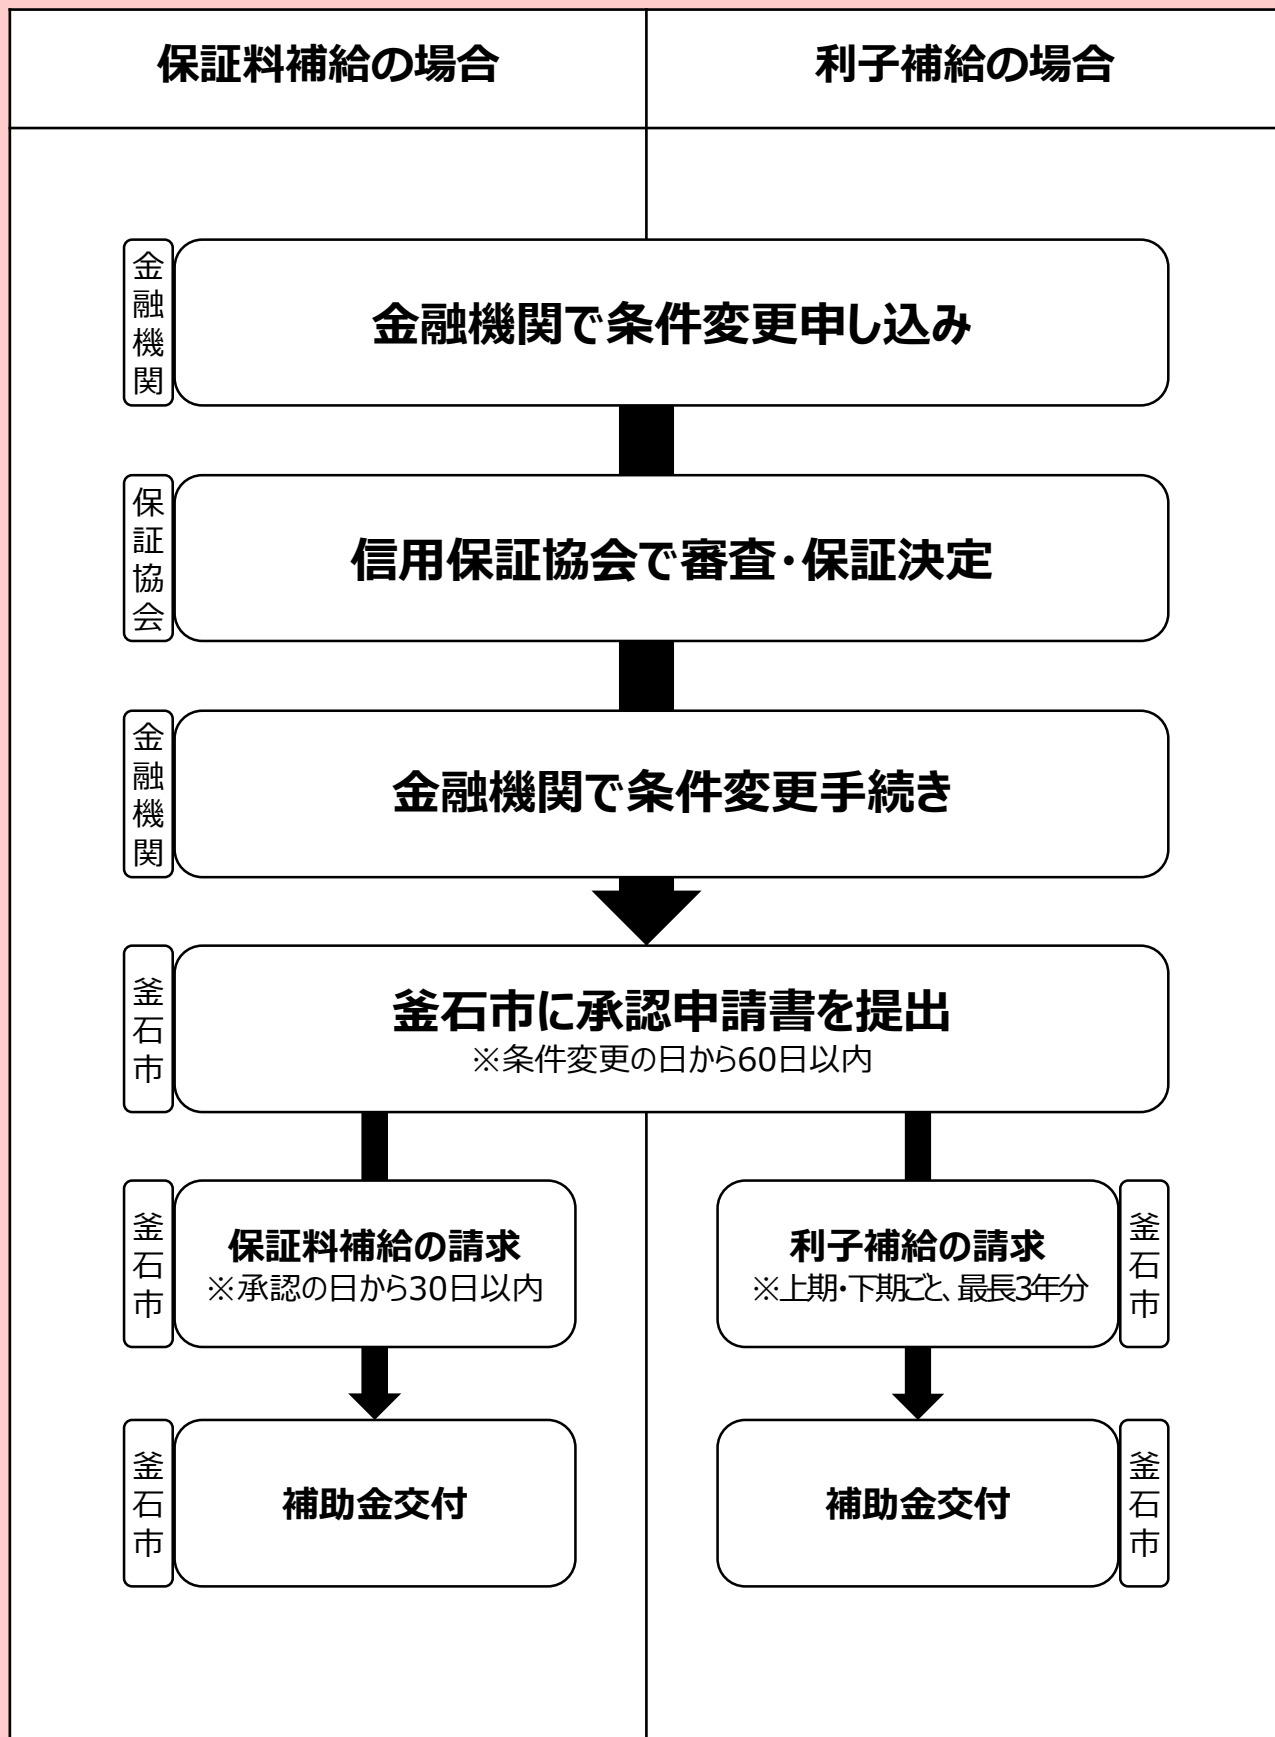 保証料補給の場合
利子補給の場合
金融機関
金融機関で条件変更申し込み
保証協会
信用保証協会で審査・保証決定
金融機関
金融機関で条件変更手続き
釜石市
釜石市に承認申請書を提出
※条件変更の日から60日以内
釜石市
保証料補給の請求
※承認の日から30日以内
利子補給の請求
※上期・下期ごと、最長3年分
釜石市
釜石市
補助金交付
補助金交付
釜石市